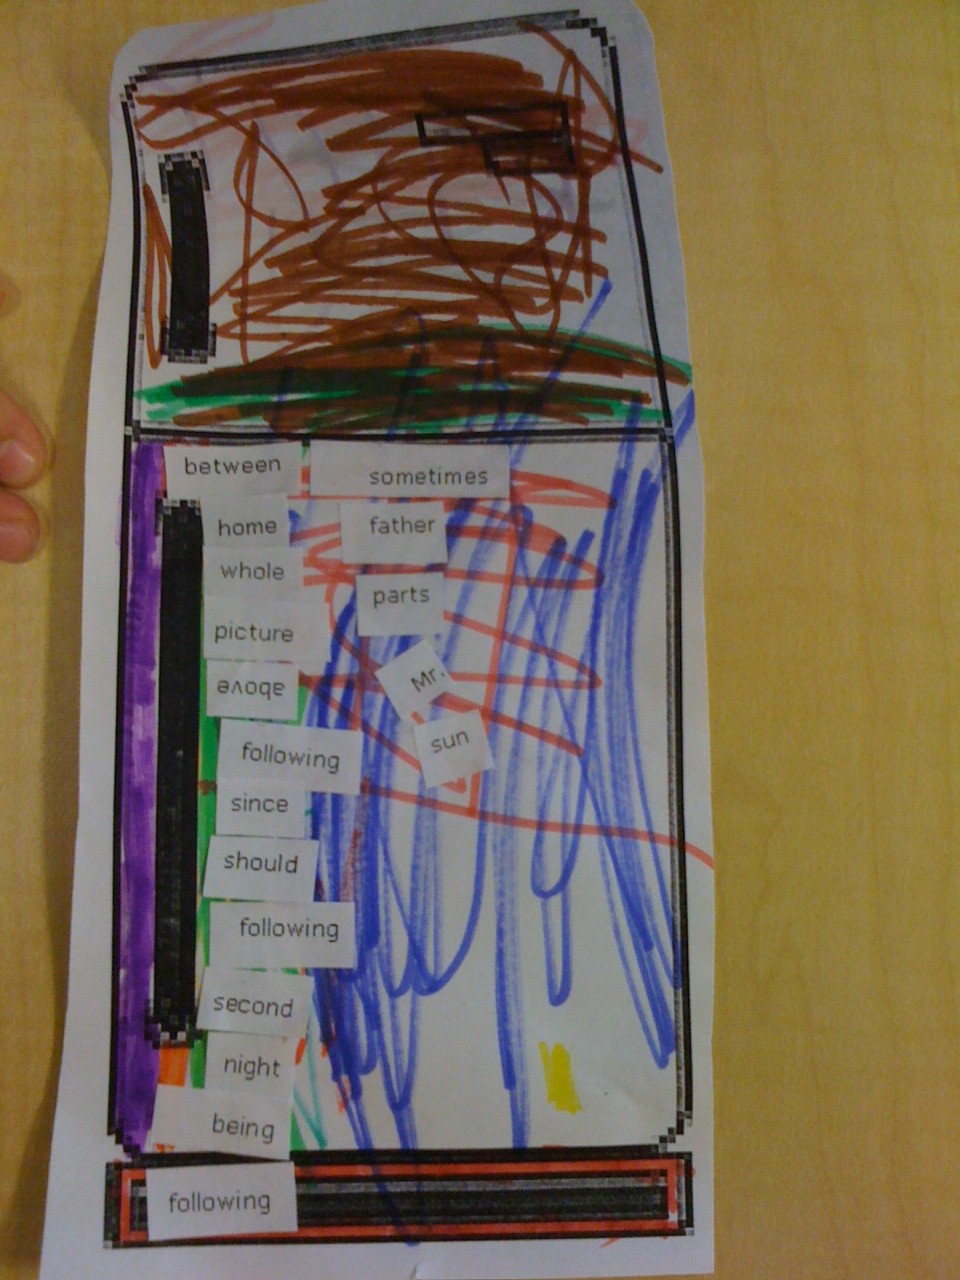 between sometimes
home father
whole
parts
picture
above
Mr.
following sun
since
should
following
second
night
being
following